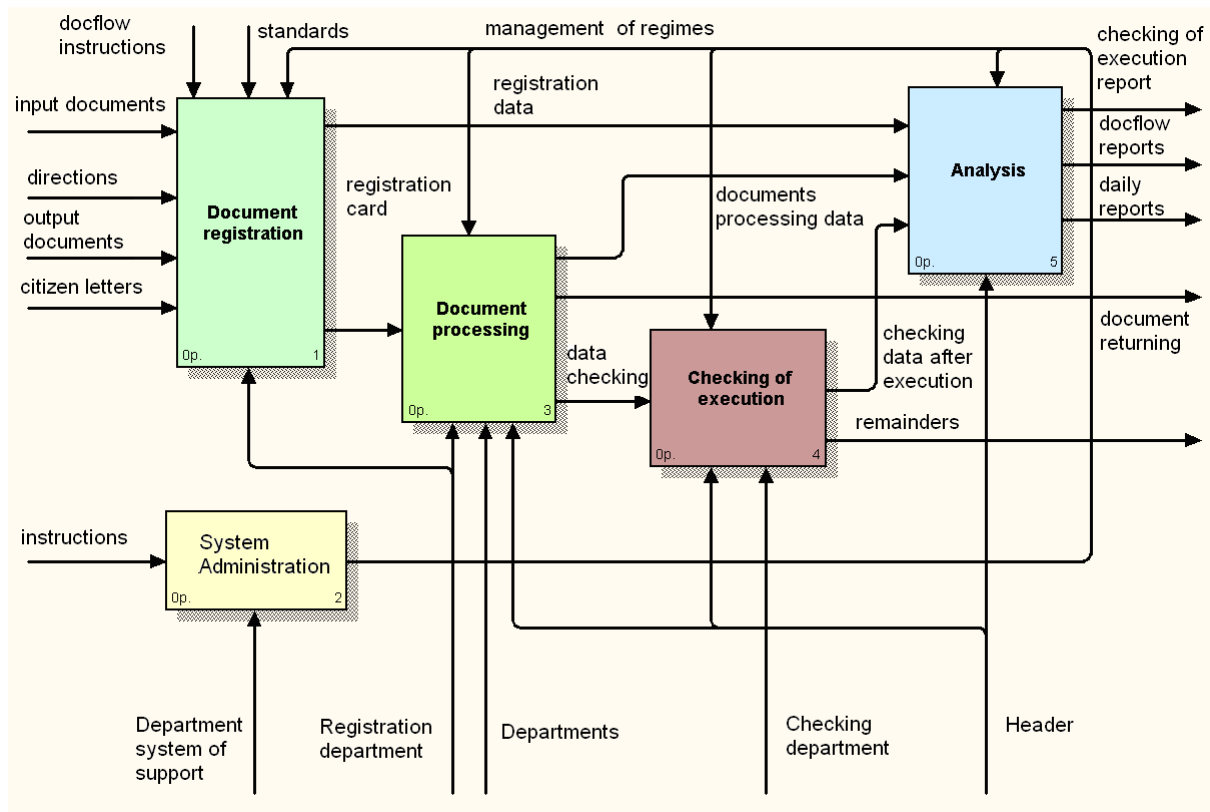 docflow
instructions
standards
management of regimes
checking of
execution
report
input documents
registration
data
docflow
reports
directions
registration
card
Analysis
daily
reports
output
documents
Document
registration
documents
processing data
0p. 5
citizen letters
Document
processing
document
returning
0p. 1
data
checking
checking
data after
execution
Checking of
execution
0p. 3
remainders
0p. 4
instructions
System
Administration
0p. 2
Department
system of
support
Registration
department
Departments
Checking
department
Header